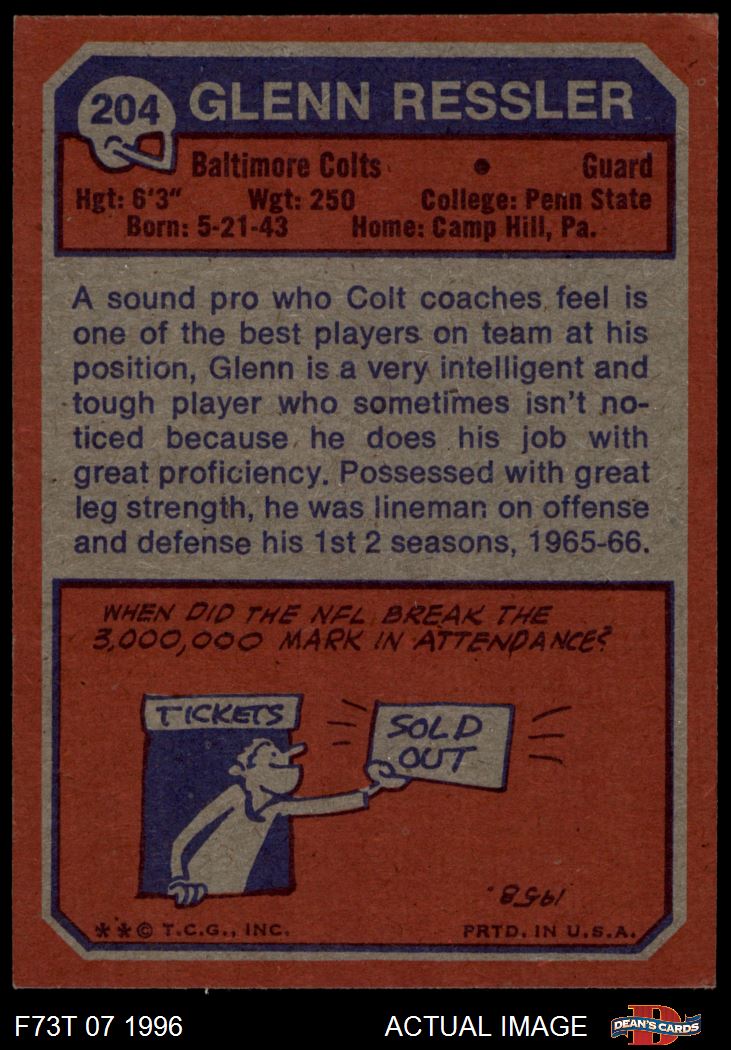 204 GLENN RESSLER
Baltimore Colts • Guard
Hgt: 6'3" Wgt: 250 College: Penn State
Born: 5-21-43 Home: Camp Hill, Pa.
A sound pro who Colt coaches feel is
one of the best players on team at his
position, Glenn is a very intelligent and
tough player who sometimes isn't no-
ticed because he does his job with
great proficiency. Possessed with great
leg strength, he was lineman on offense
and defense his 1st 2 seasons, 1965-66.
WHEN DID THE NFL BREAK THE
3,000,000 MARK IN ATTENDANCE?
TICKETS
SOLD
OUT
1958.
**© T.C.G., INC. PRTD. IN U.S.A.
F73T 07 1996 ACTUAL IMAGE
D
DEAN'S CARDS